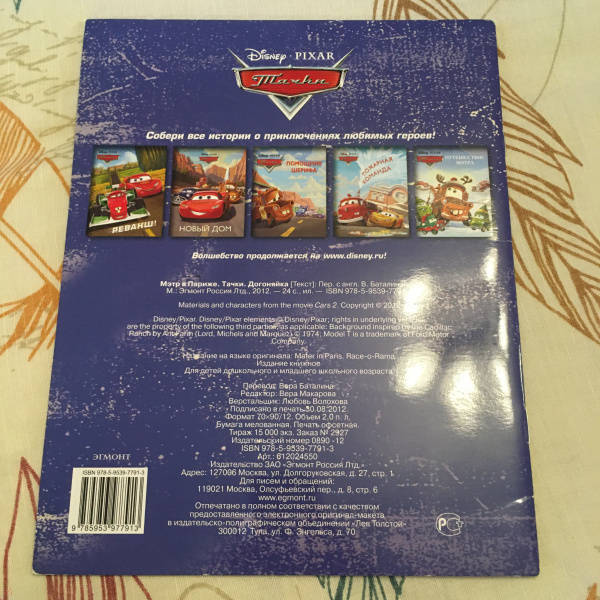 Disney · PIXAR
Тачки
Собери все истории о приключениях любимых героев!
РЕВАНШ!
НОВЫЙ ДОМ
ПОМОЩНИК ШЕРИФА
ПОЖАРНАЯ КОМАНДА
ПУТЕШЕСТВИЕ МЭТРА
Волшебство продолжается на www.disney.ru!
Мэтр в Париже. Тачки. Догоняйка [Текст]: Пер. с англ. В. Баталина
М.: Эгмонт Россия Лтд., 2012. — 24 с., ил. — ISBN 978-5-9539-7791-3
Materials and characters from the movie Cars 2. Copyright ©
Disney/Pixar. Disney/Pixar elements © Disney/Pixar; rights in underlying
are the property of the following third parties, as applicable: Background inspired by the Cadillac
Ranch by Ant Farm (Lord, Michels and Marquez) © 1974; Model T is a trademark of Ford Motor
Company.
Название на языке оригинала: Mater in Paris, Race-o-Rama
Издание книжное
Для детей дошкольного и младшего школьного возраста
Перевод: Вера Баталина
Редактор: Вера Макарова
Верстальщик: Любовь Волохова
Подписано в печать 30.08.2012.
Формат 70×90/12. Объем 2,0 п. л.
Бумага мелованная. Печать офсетная.
Тираж 15 000 экз. Заказ № 2927
Издательский номер 0890 -12
Арт.: 612024550
Издательство ЗАО «Эгмонт Россия Лтд.»
Адрес: 127006 Москва, ул. Долгоруковская, д. 27, стр. 1
Для писем и обращений:
119021 Москва, Олсуфьевский пер., д. 8, стр. 6
www.egmont.ru
Отпечатано в полном соответствии с качеством
предоставленного электронного оригинал-макета
в издательско-полиграфическом объединении «Лев Толстой»
300012 Тула, ул. Ф. Энгельса, д. 70
ЭГМОНТ
ISBN 978-5-9539-7791-3
9 785953 977913